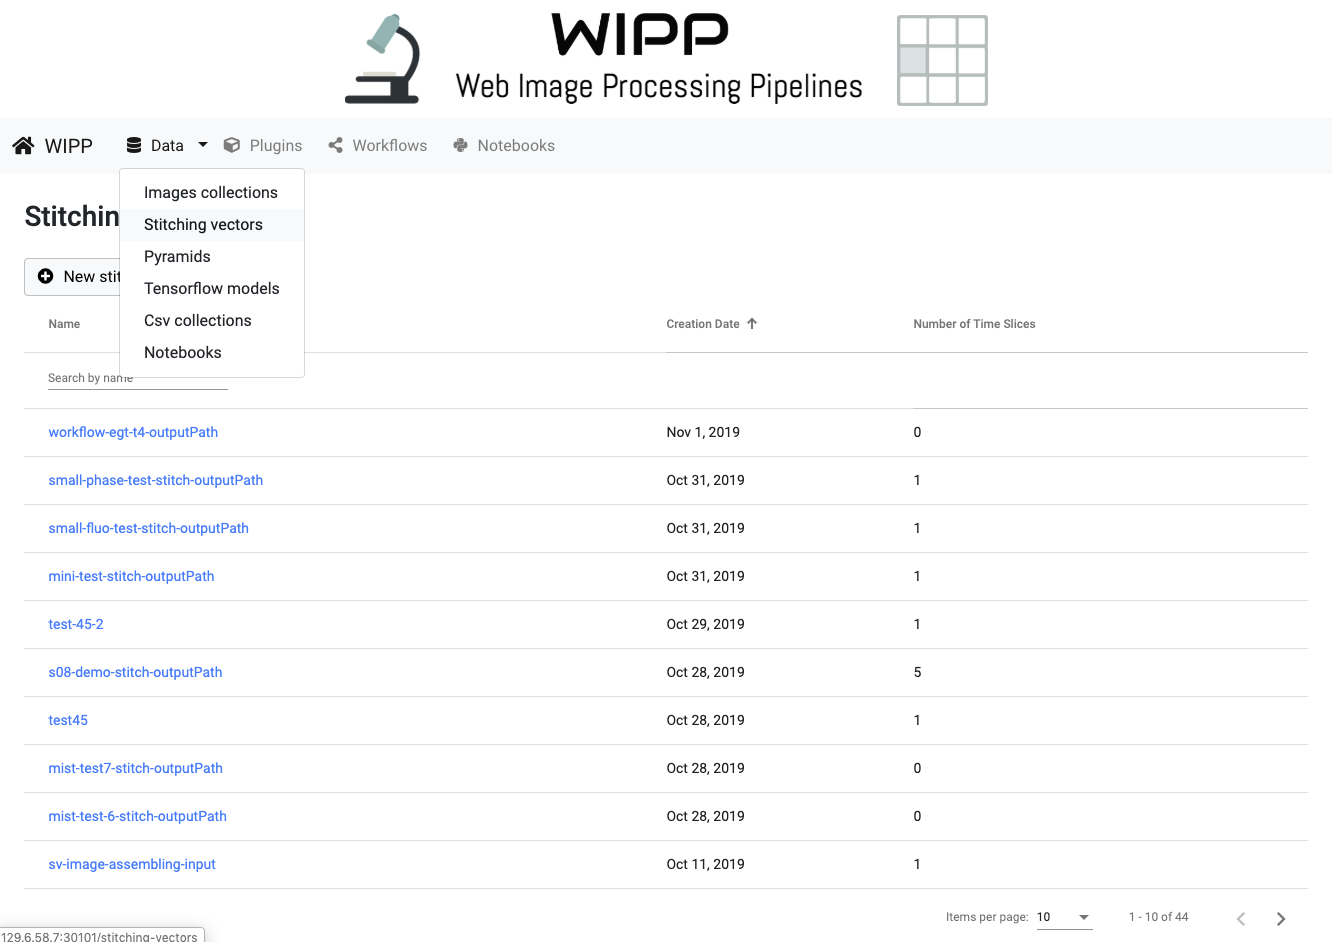 WIPP
Web Image Processing Pipelines
WIPP Data Plugins Workflows Notebooks
Images collections
Stitching vectors
Pyramids
Tensorflow models
Csv collections
Notebooks
Stitchin
New stit
Name Creation Date Number of Time Slices
Search by name
workflow-egt-t4-outputPath Nov 1, 2019 0
small-phase-test-stitch-outputPath Oct 31, 2019 1
small-fluo-test-stitch-outputPath Oct 31, 2019 1
mini-test-stitch-outputPath Oct 31, 2019 1
test-45-2 Oct 29, 2019 1
s08-demo-stitch-outputPath Oct 28, 2019 5
test45 Oct 28, 2019 1
mist-test7-stitch-outputPath Oct 28, 2019 0
mist-test-6-stitch-outputPath Oct 28, 2019 0
sv-image-assembling-input Oct 11, 2019 1
Items per page: 10 1 - 10 of 44
129.6.58.7:30101/stitching-vectors